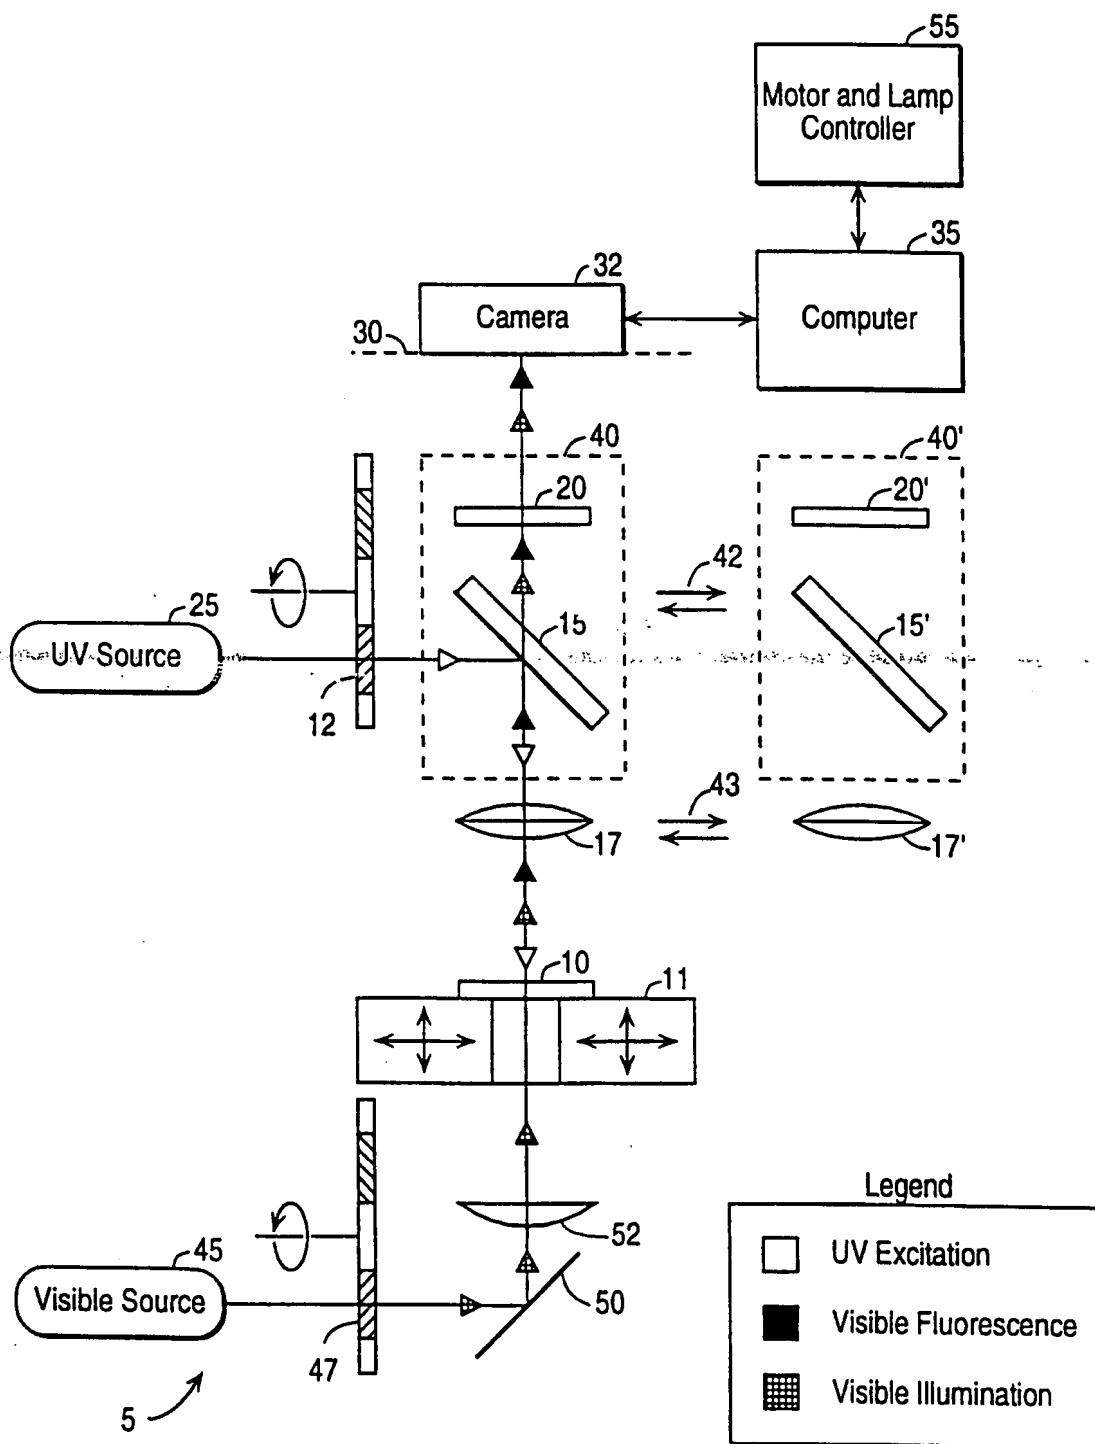 55
Motor and Lamp
Controller
35
32
Camera
Computer
30
40
40'
20
20'
42
25
15
15'
UV Source
12
43
17
17'
10
11
Legend
52
UV Excitation
45
50
Visible Source
Visible Fluorescence
47
Visible Illumination
5